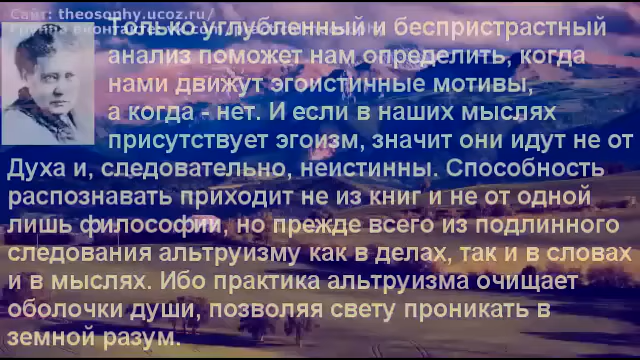 Сайт: theosophy.ucoz.ru/
Только углубленный и беспристрастный
анализ поможет нам определить, когда
нами движут эгоистичные мотивы,
а когда - нет. И если в наших мыслях
присутствует эгоизм, значит они идут не от
Духа и, следовательно, неистинны. Способность
распознавать приходит не из книг и не от одной
лишь философии, но прежде всего из подлинного
следования альтруизму как в делах, так и в словах
и в мыслях. Ибо практика альтруизма очищает
оболочки души, позволяя свету проникать в
земной разум.